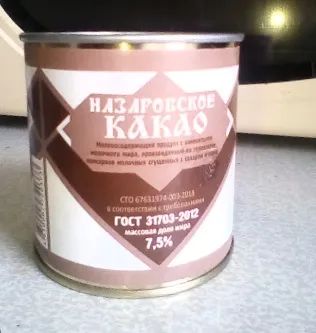 НАЗАРОВСКОЕ
КАКАО
Молокосодержащий продукт с заменителем
молочного жира, произведенный по технологии
консервов молочных сгущенных с сахаром и какао
СТО 67631974-003-2018
в соответствии с требованиями
ГОСТ 31703-2012
массовая доля жира
7,5%